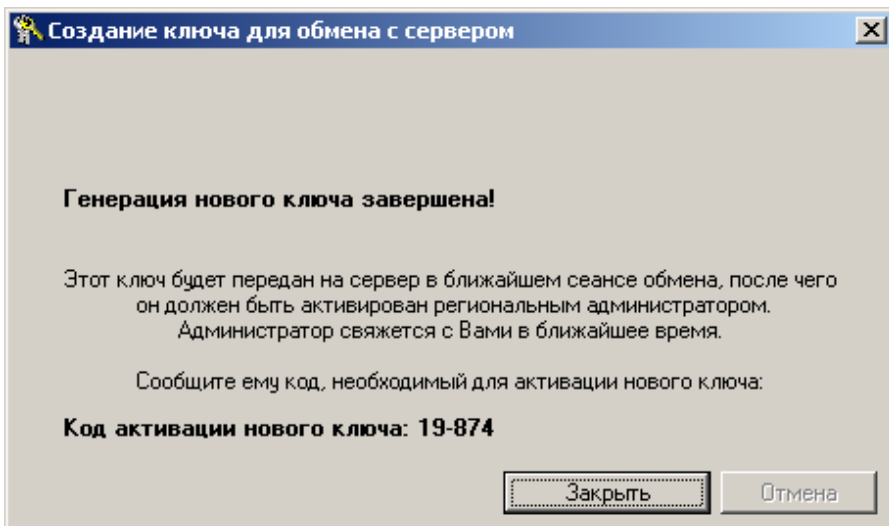 Создание ключа для обмена с сервером
Генерация нового ключа завершена!
Этот ключ будет передан на сервер в ближайшем сеансе обмена, после чего
он должен быть активирован региональным администратором.
Администратор свяжется с Вами в ближайшее время.
Сообщите ему код, необходимый для активации нового ключа:
Код активации нового ключа: 19-874
Закрыть
Отмена